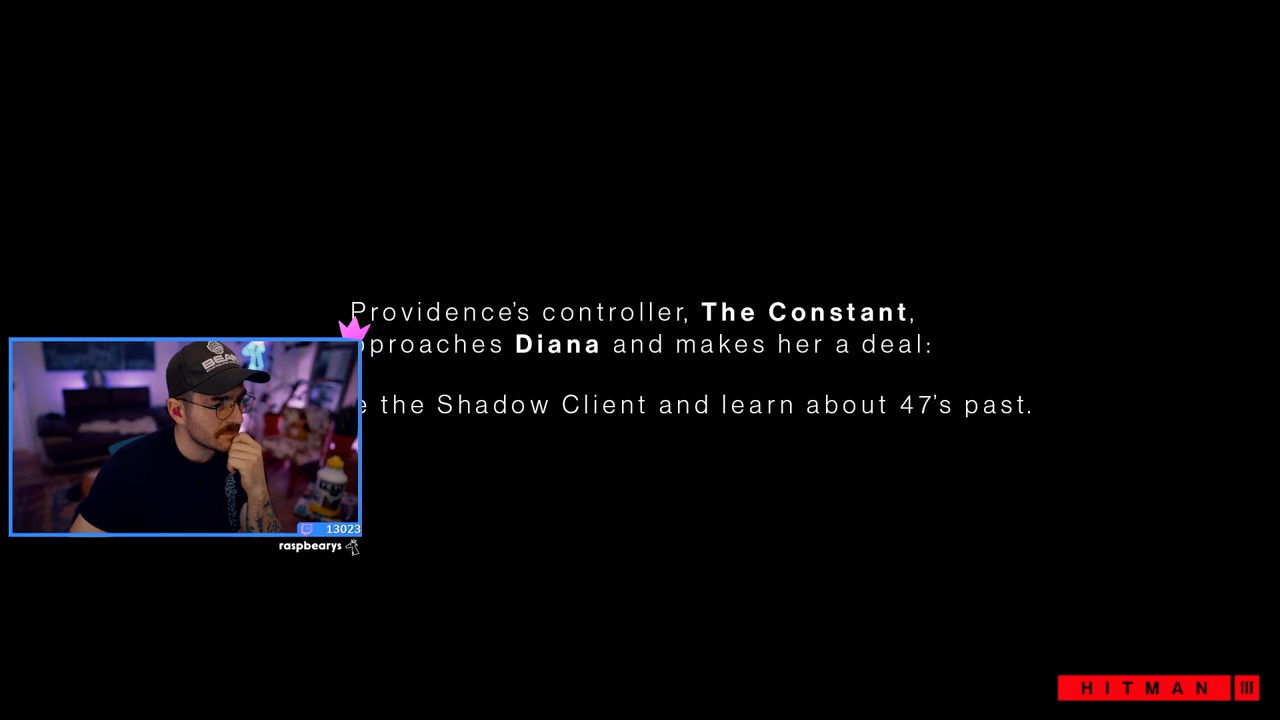 Providence's controller, The Constant,
proaches Diana and makes her a deal:
the Shadow Client and learn about 47's past.
BEAR
13023
raspbearys
HITMAN III